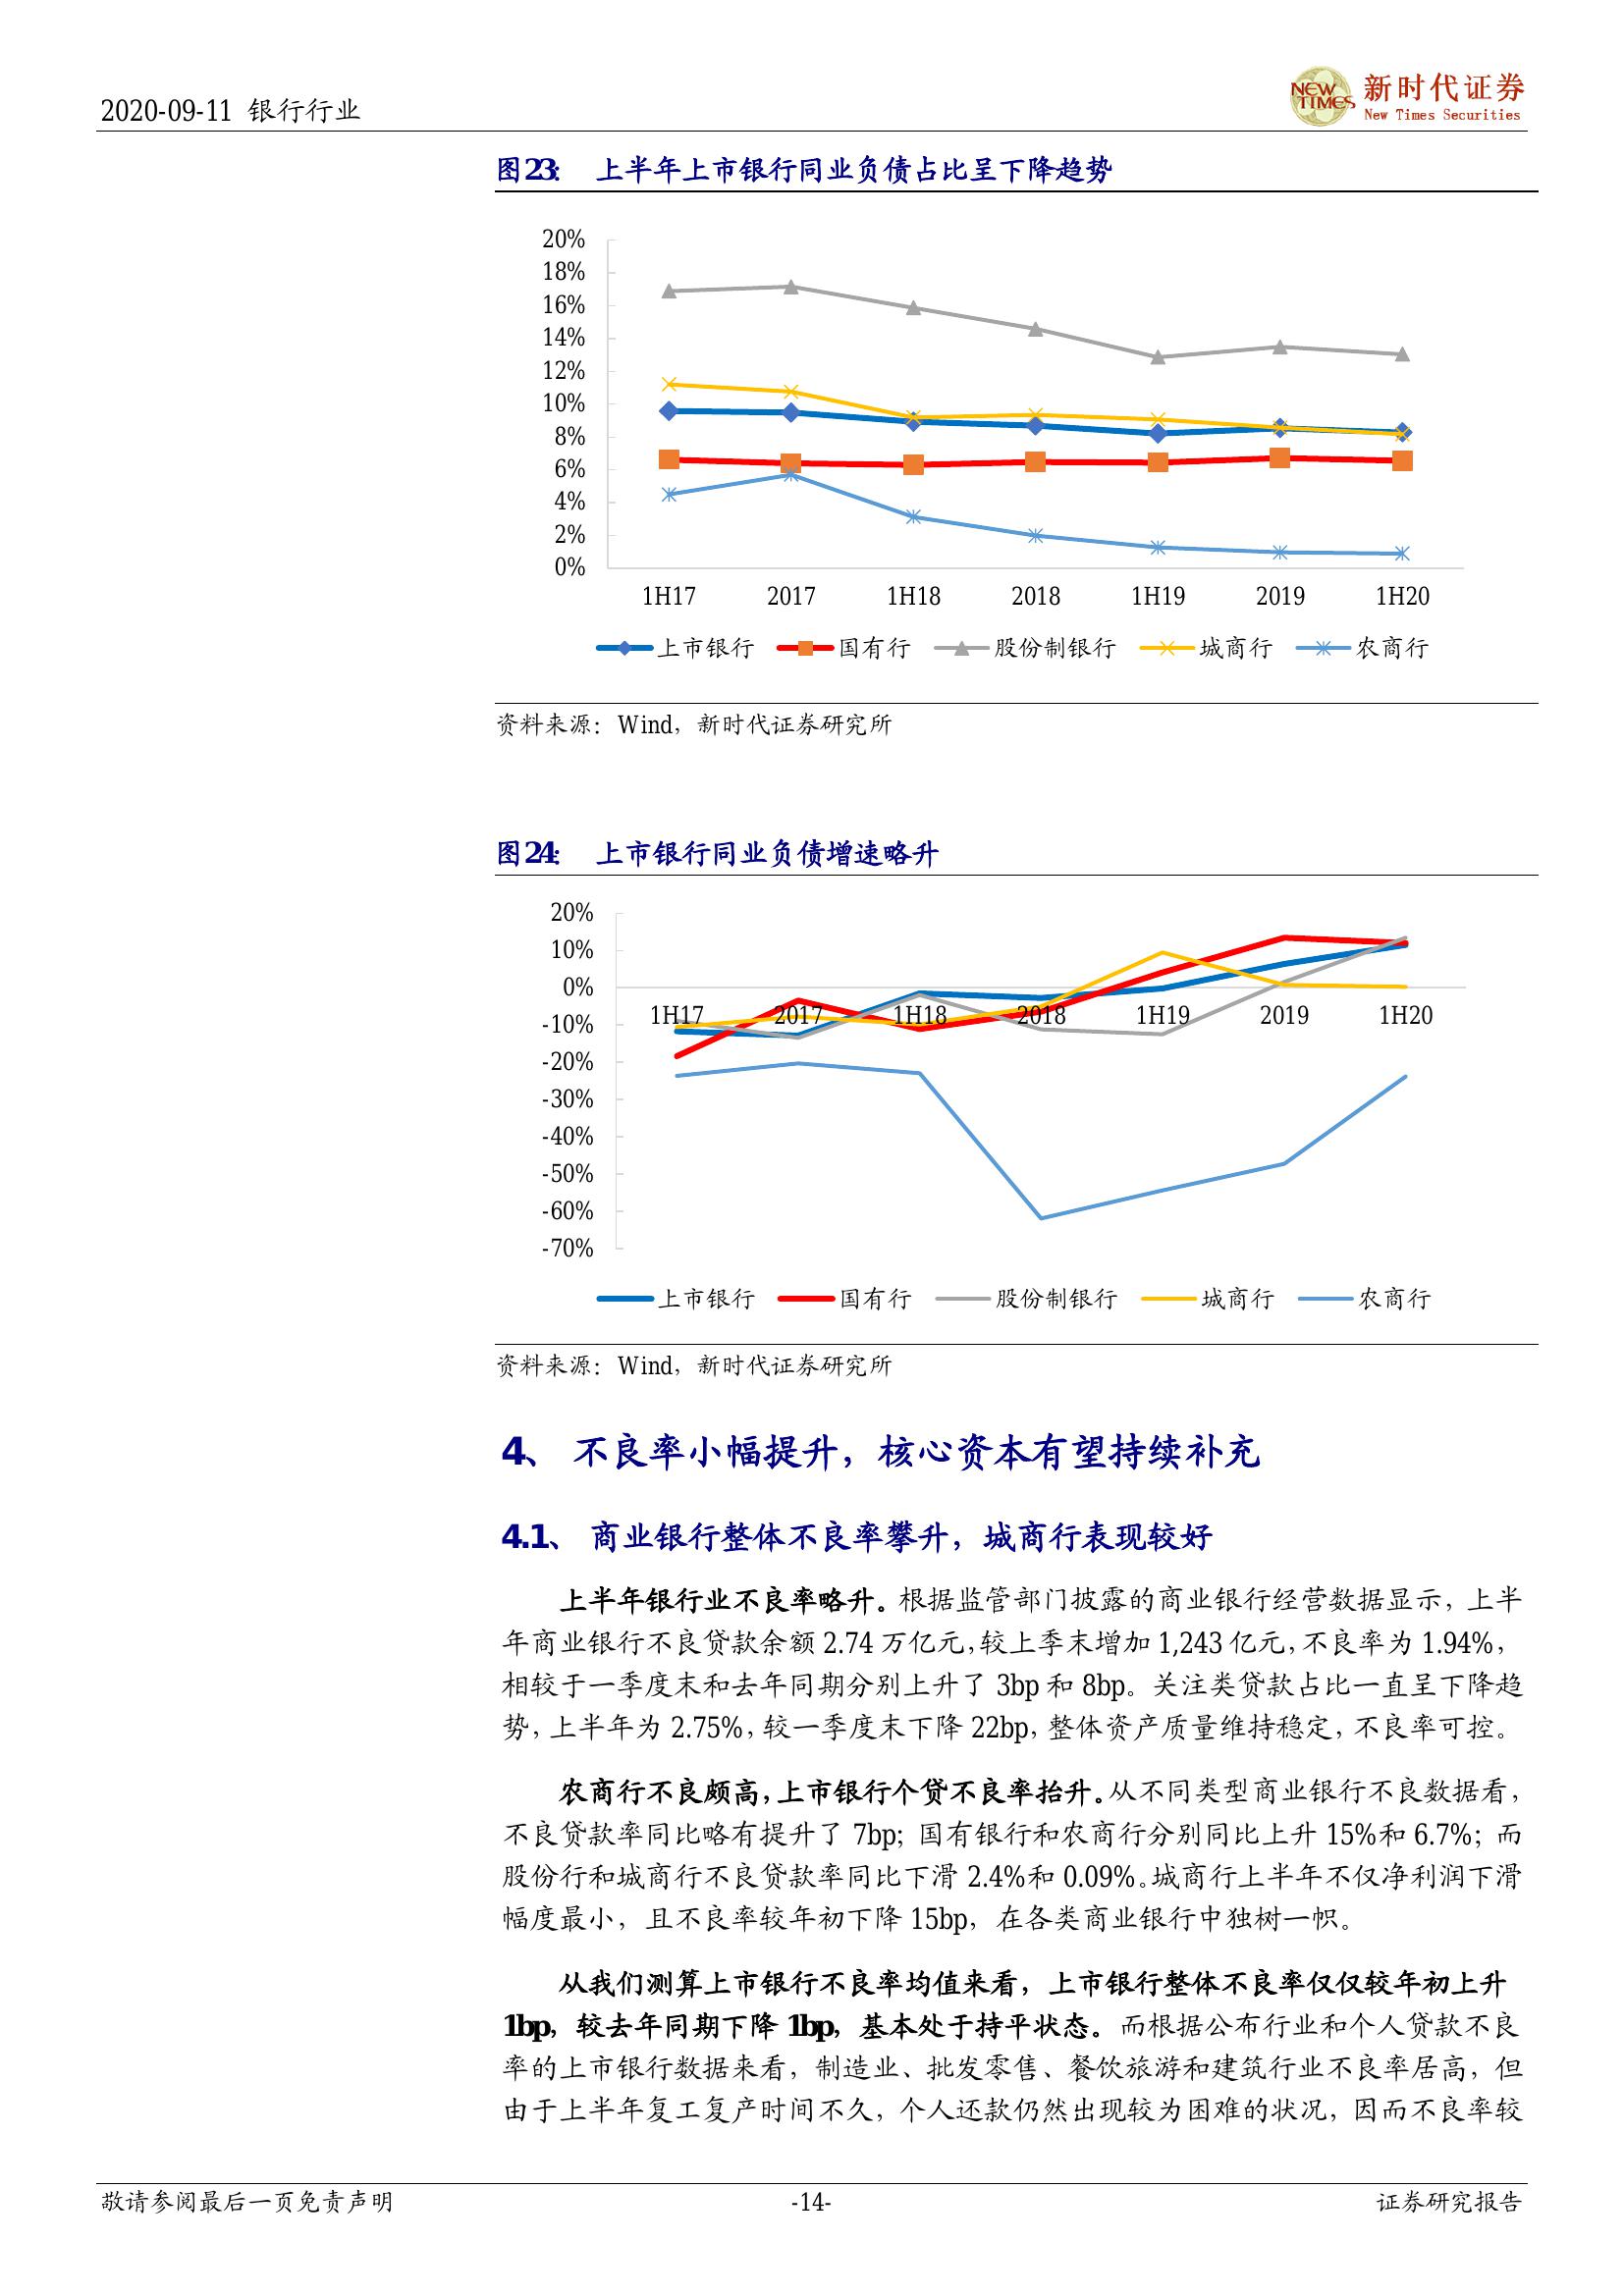 2020-09-11 银行行业
NEW TIMES 新时代证券
New Times Securities
图23: 上半年上市银行同业负债占比呈下降趋势
20%
18%
16%
14%
12%
10%
8%
6%
4%
2%
0%
1H17 2017 1H18 2018 1H19 2019 1H20
上市银行 国有行 股份制银行 城商行 农商行
资料来源：Wind，新时代证券研究所
图24: 上市银行同业负债增速略升
20%
10%
0%
-10%
-20%
-30%
-40%
-50%
-60%
-70%
1H17 2017 1H18 2018 1H19 2019 1H20
上市银行 国有行 股份制银行 城商行 农商行
资料来源：Wind，新时代证券研究所
4、 不良率小幅提升，核心资本有望持续补充
4.1、 商业银行整体不良率攀升，城商行表现较好
上半年银行业不良率略升。根据监管部门披露的商业银行经营数据显示，上半
年商业银行不良贷款余额 2.74 万亿元，较上季末增加 1,243 亿元，不良率为 1.94%，
相较于一季度末和去年同期分别上升了 3bp 和 8bp。关注类贷款占比一直呈下降趋
势，上半年为 2.75%，较一季度末下降 22bp，整体资产质量维持稳定，不良率可控。
农商行不良颇高，上市银行个贷不良率抬升。从不同类型商业银行不良数据看，
不良贷款率同比略有提升了 7bp；国有银行和农商行分别同比上升 15%和 6.7%；而
股份行和城商行不良贷款率同比下滑 2.4%和 0.09%。城商行上半年不仅净利润下滑
幅度最小，且不良率较年初下降 15bp，在各类商业银行中独树一帜。
从我们测算上市银行不良率均值来看，上市银行整体不良率仅仅较年初上升
1bp，较去年同期下降 1bp，基本处于持平状态。而根据公布行业和个人贷款不良
率的上市银行数据来看，制造业、批发零售、餐饮旅游和建筑行业不良率居高，但
由于上半年复工复产时间不久，个人还款仍然出现较为困难的状况，因而不良率较
敬请参阅最后一页免责声明 -14- 证券研究报告